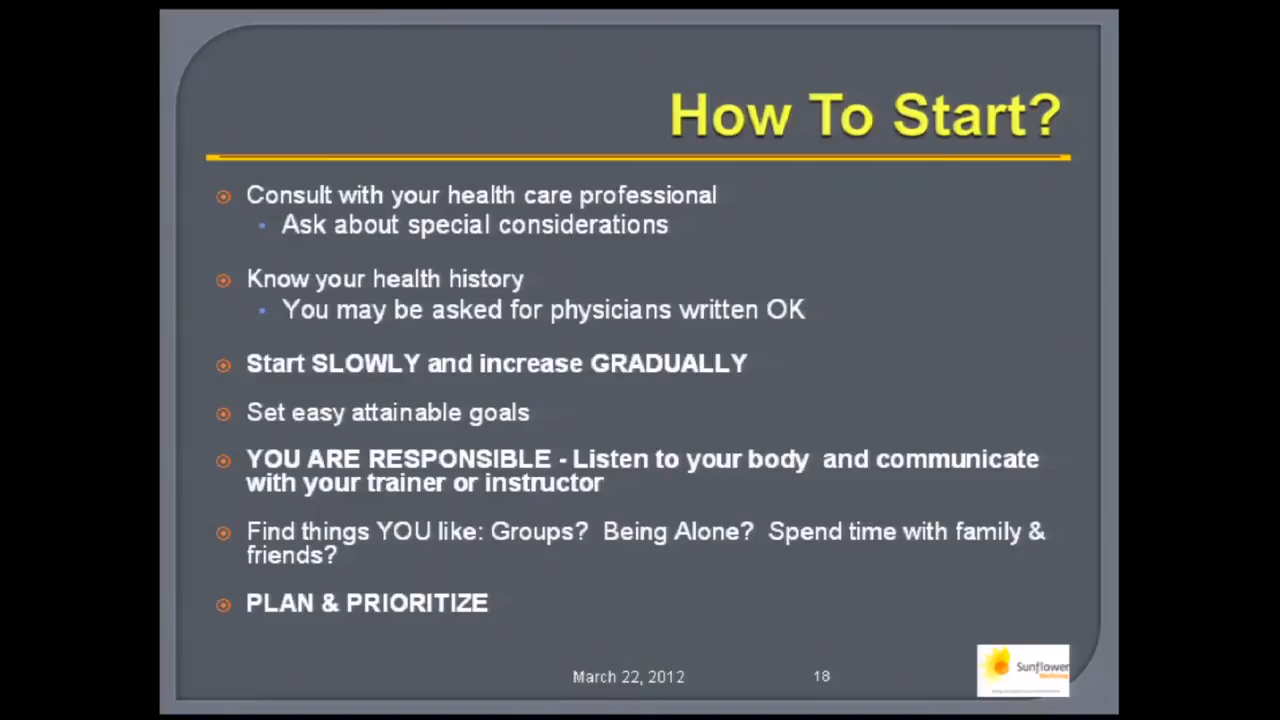 How To Start?
Consult with your health care professional
Ask about special considerations
Know your health history
You may be asked for physicians written OK
Start SLOWLY and increase GRADUALLY
Set easy attainable goals
YOU ARE RESPONSIBLE - Listen to your body and communicate
with your trainer or instructor
Find things YOU like: Groups? Being Alone? Spend time with family &
friends?
PLAN & PRIORITIZE
March 22, 2012
18
Sunflower